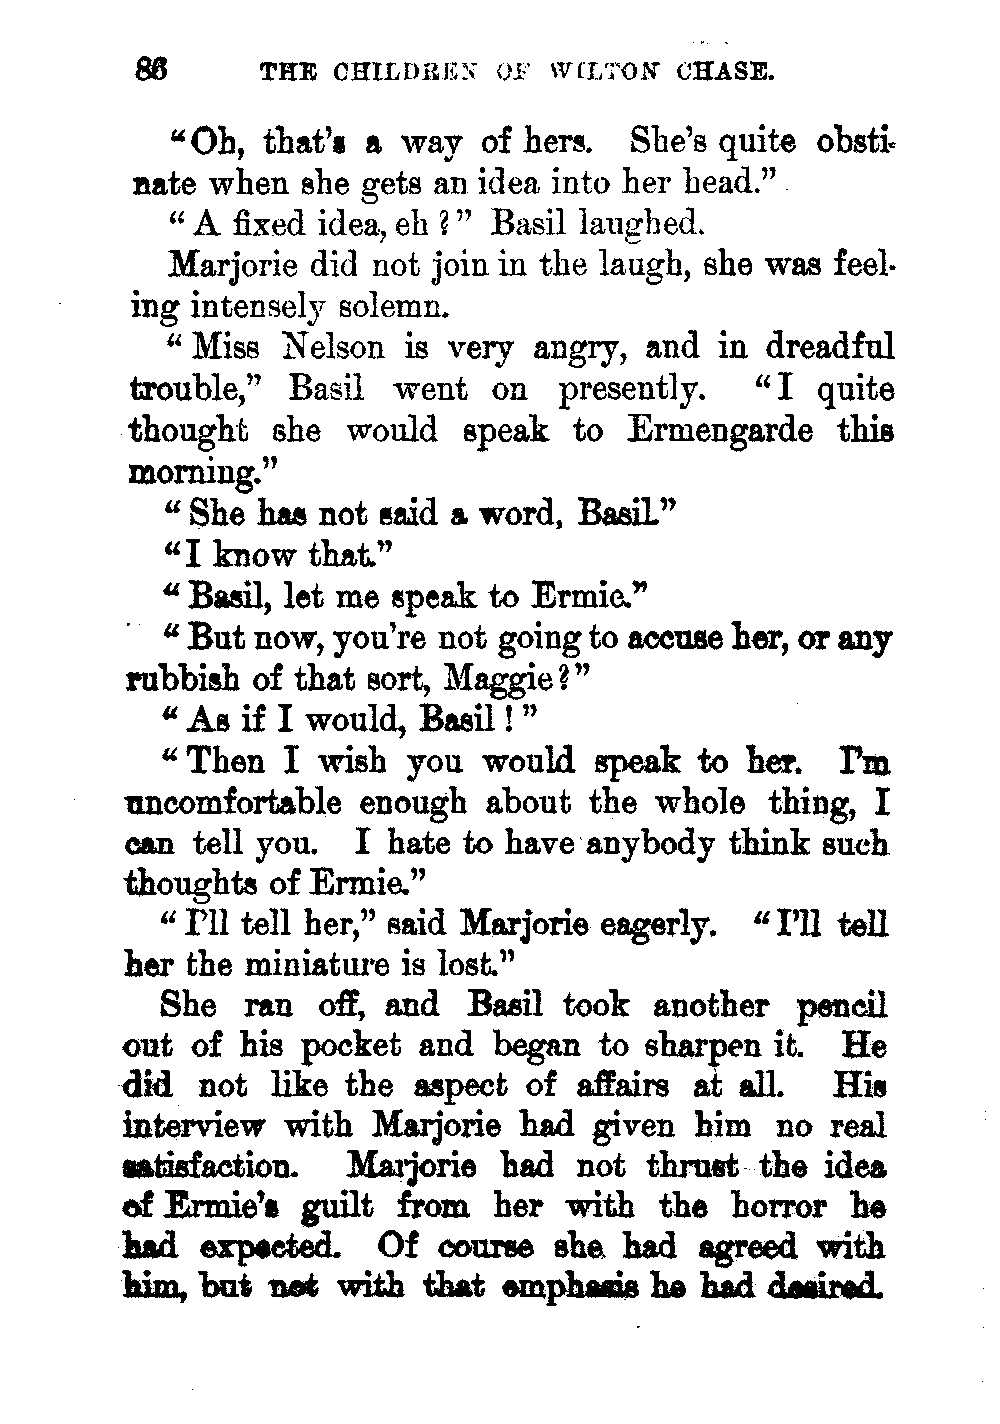 86 THE CHILDREN OF WILTON CHASE.
“Oh, that’s a way of hers. She’s quite obsti-
nate when she gets an idea into her head.”
“A fixed idea, eh?” Basil laughed.
Marjorie did not join in the laugh, she was feel-
ing intensely solemn.
“Miss Nelson is very angry, and in dreadful
trouble,” Basil went on presently. “I quite
thought she would speak to Ermengarde this
morning.”
“She has not said a word, Basil.”
“I know that.”
“Basil, let me speak to Ermie.”
“But now, you’re not going to accuse her, or any
rubbish of that sort, Maggie?”
“As if I would, Basil!”
“Then I wish you would speak to her. I’m
uncomfortable enough about the whole thing, I
can tell you. I hate to have anybody think such
thoughts of Ermie.”
“I’ll tell her,” said Marjorie eagerly. “I’ll tell
her the miniature is lost.”
She ran off, and Basil took another pencil
out of his pocket and began to sharpen it. He
did not like the aspect of affairs at all. His
interview with Marjorie had given him no real
satisfaction. Marjorie had not thrust the idea
of Ermie’s guilt from her with the horror he
had expected. Of course she had agreed with
him, but not with that emphasis he had desired.